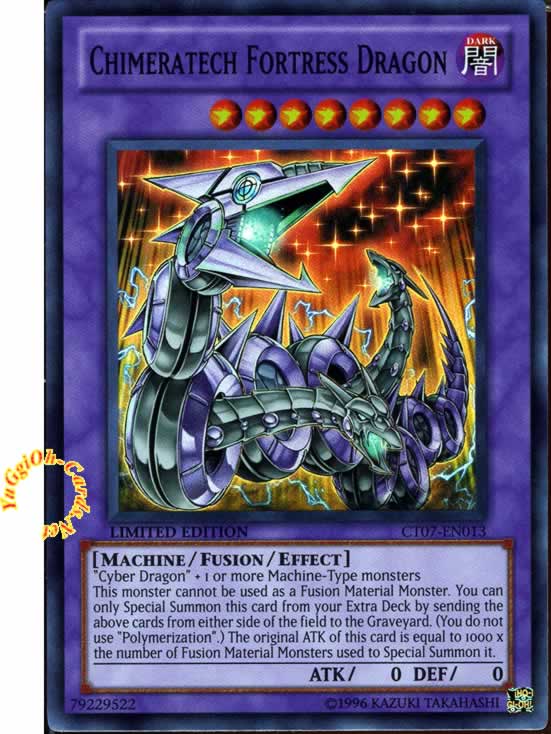 CHIMERATECH FORTRESS DRAGON
DARK
闇
YuGgiOh-Cards.Net
LIMITED EDITION
CT07-EN013
[MACHINE/FUSION/EFFECT]
"Cyber Dragon" + 1 or more Machine-Type monsters
This monster cannot be used as a Fusion Material Monster. You can
only Special Summon this card from your Extra Deck by sending the
above cards from either side of the field to the Graveyard. (You do not
use "Polymerization".) The original ATK of this card is equal to 1000 x
the number of Fusion Material Monsters used to Special Summon it.
ATK/ 0 DEF/ 0
79229522
©1996 KAZUKI TAKAHASHI